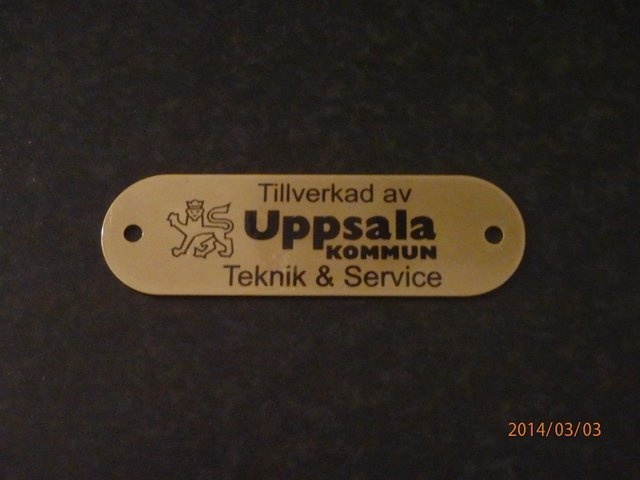 Tillverkad av
Uppsala
KOMMUN
Teknik & Service
2014/03/03